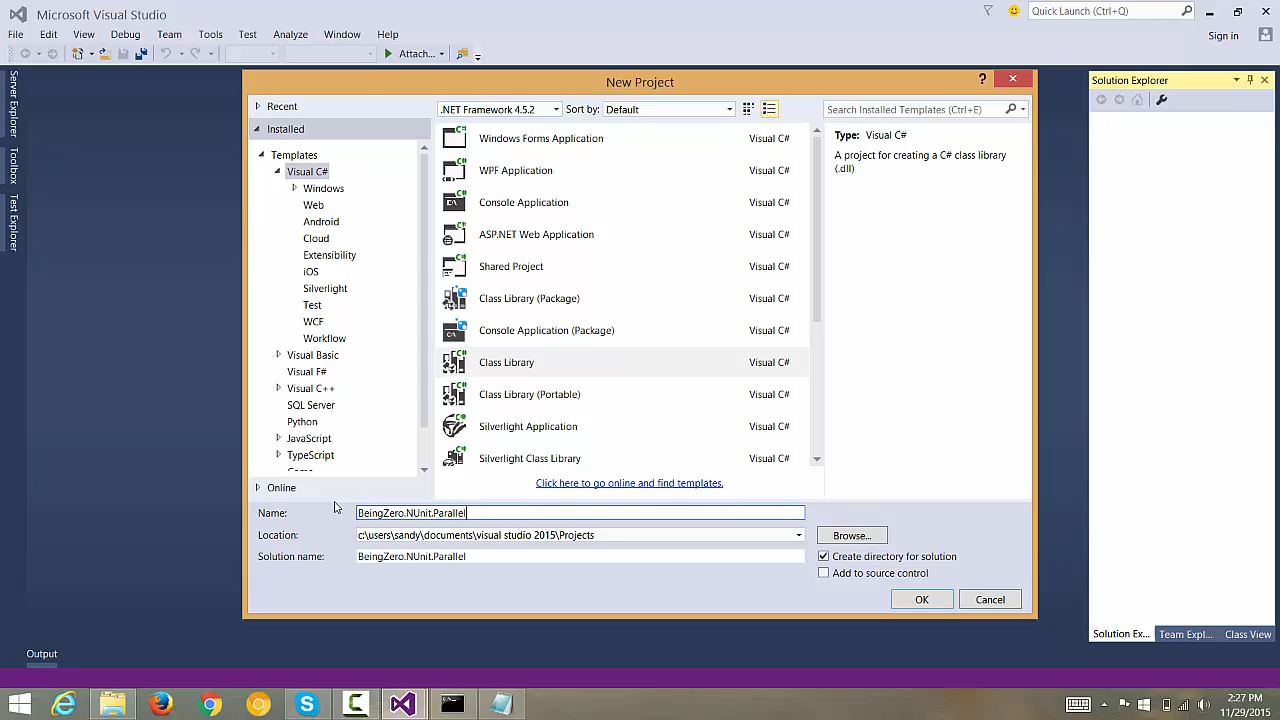 Microsoft Visual Studio
Quick Launch (Ctrl+Q)
File Edit View Debug Team Tools Test Analyze Window Help
Sign in
Attach...
Server Explorer
Toolbox
Test Explorer
New Project
?
Solution Explorer
Recent
.NET Framework 4.5.2
Sort by: Default
Search Installed Templates (Ctrl+E)
Installed
Templates
Visual C#
Windows
Web
Android
Cloud
Extensibility
iOS
Silverlight
Test
WCF
Workflow
Visual Basic
Visual F#
Visual C++
SQL Server
Python
JavaScript
TypeScript
Online
Windows Forms Application Visual C#
WPF Application Visual C#
Console Application Visual C#
ASP.NET Web Application Visual C#
Shared Project Visual C#
Class Library (Package) Visual C#
Console Application (Package) Visual C#
Class Library Visual C#
Class Library (Portable) Visual C#
Silverlight Application Visual C#
Silverlight Class Library Visual C#
Click here to go online and find templates.
Type: Visual C#
A project for creating a C# class library
(.dll)
Name: BeingZero.NUnit.Parallel
Location: c:\users\sandy\documents\visual studio 2015\Projects
Browse...
Solution name: BeingZero.NUnit.Parallel
Create directory for solution
Add to source control
OK Cancel
Solution Ex... Team Expl... Class View
Output
2:27 PM
11/29/2015